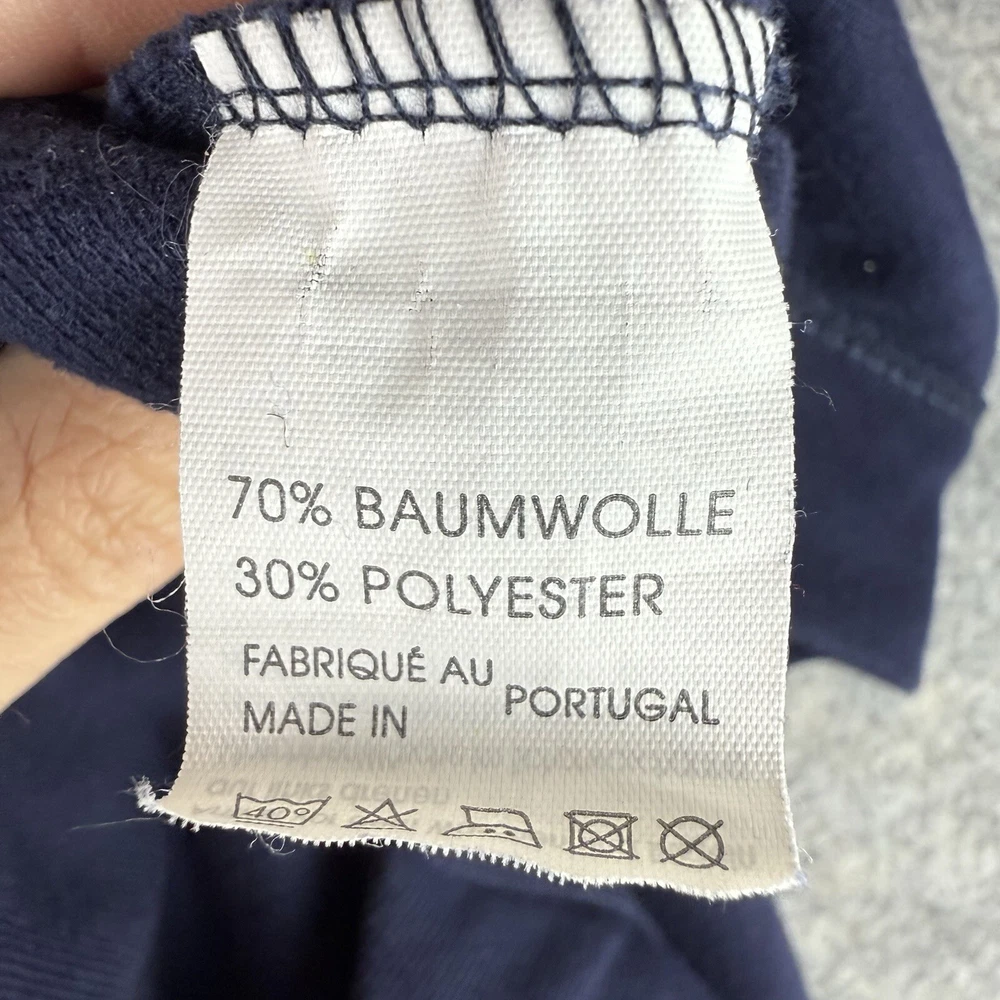 70% BAUMWOLLE
30% POLYESTER
FABRIQUÉ AU
MADE IN
PORTUGAL
40°